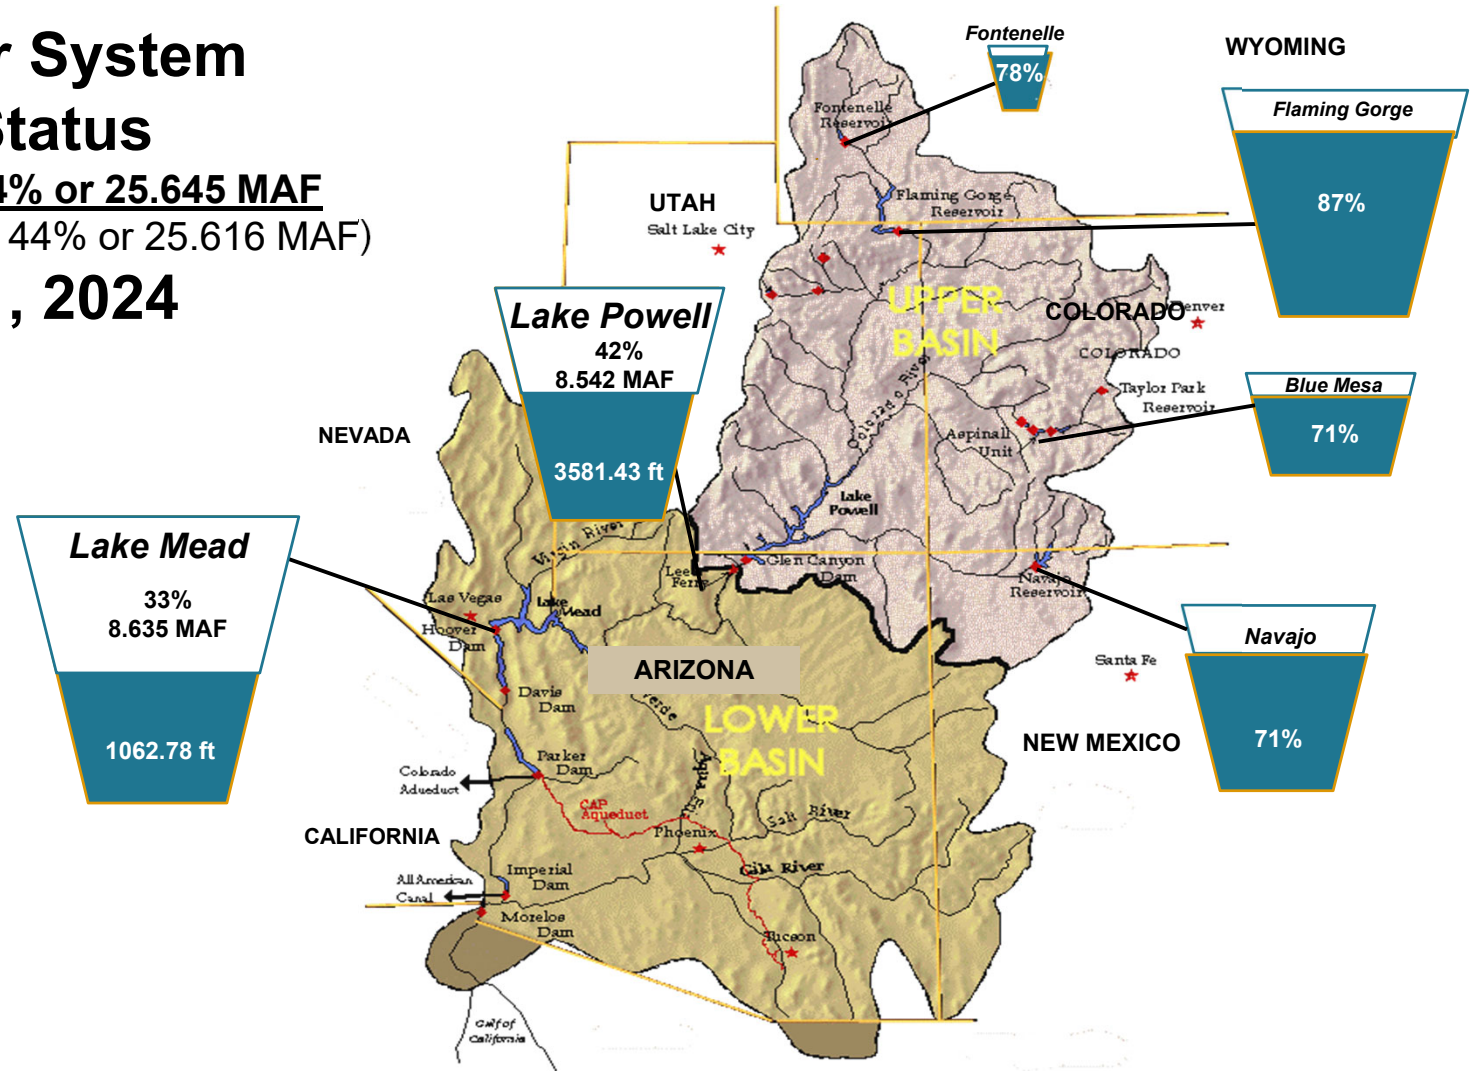 r System
Status
4% or 25.645 MAF
44% or 25.616 MAF)
, 2024
Fontenelle
78%
WYOMING
Flaming Gorge
87%
Fontenelle
Reservoir
UTAH
Salt Lake City
Flaming Gorge
Reservoir
UPPER
BASIN
COLORADO
Denver
COLORADO
Lake Powell
42%
8.542 MAF
3581.43 ft
Colorado River
Taylor Park
Reservoir
Blue Mesa
71%
Aspinall
Unit
NEVADA
Lake
Powell
Lake Mead
33%
8.635 MAF
1062.78 ft
Virgin River
Lee
Ferry
Glen Canyon
Dam
Navajo
Reservoir
Navajo
71%
Las Vegas
Lake
Mead
Hoover
Dam
ARIZONA
Santa Fe
Davis
Dam
Verde
LOWER
BASIN
NEW MEXICO
Parker
Dam
Colorado
Aqueduct
CAP
Aqueduct
Agua
Phoenix
Salt River
CALIFORNIA
Gila River
Imperial
Dam
All American
Canal
Morelos
Dam
Tucson
Gulf of
California